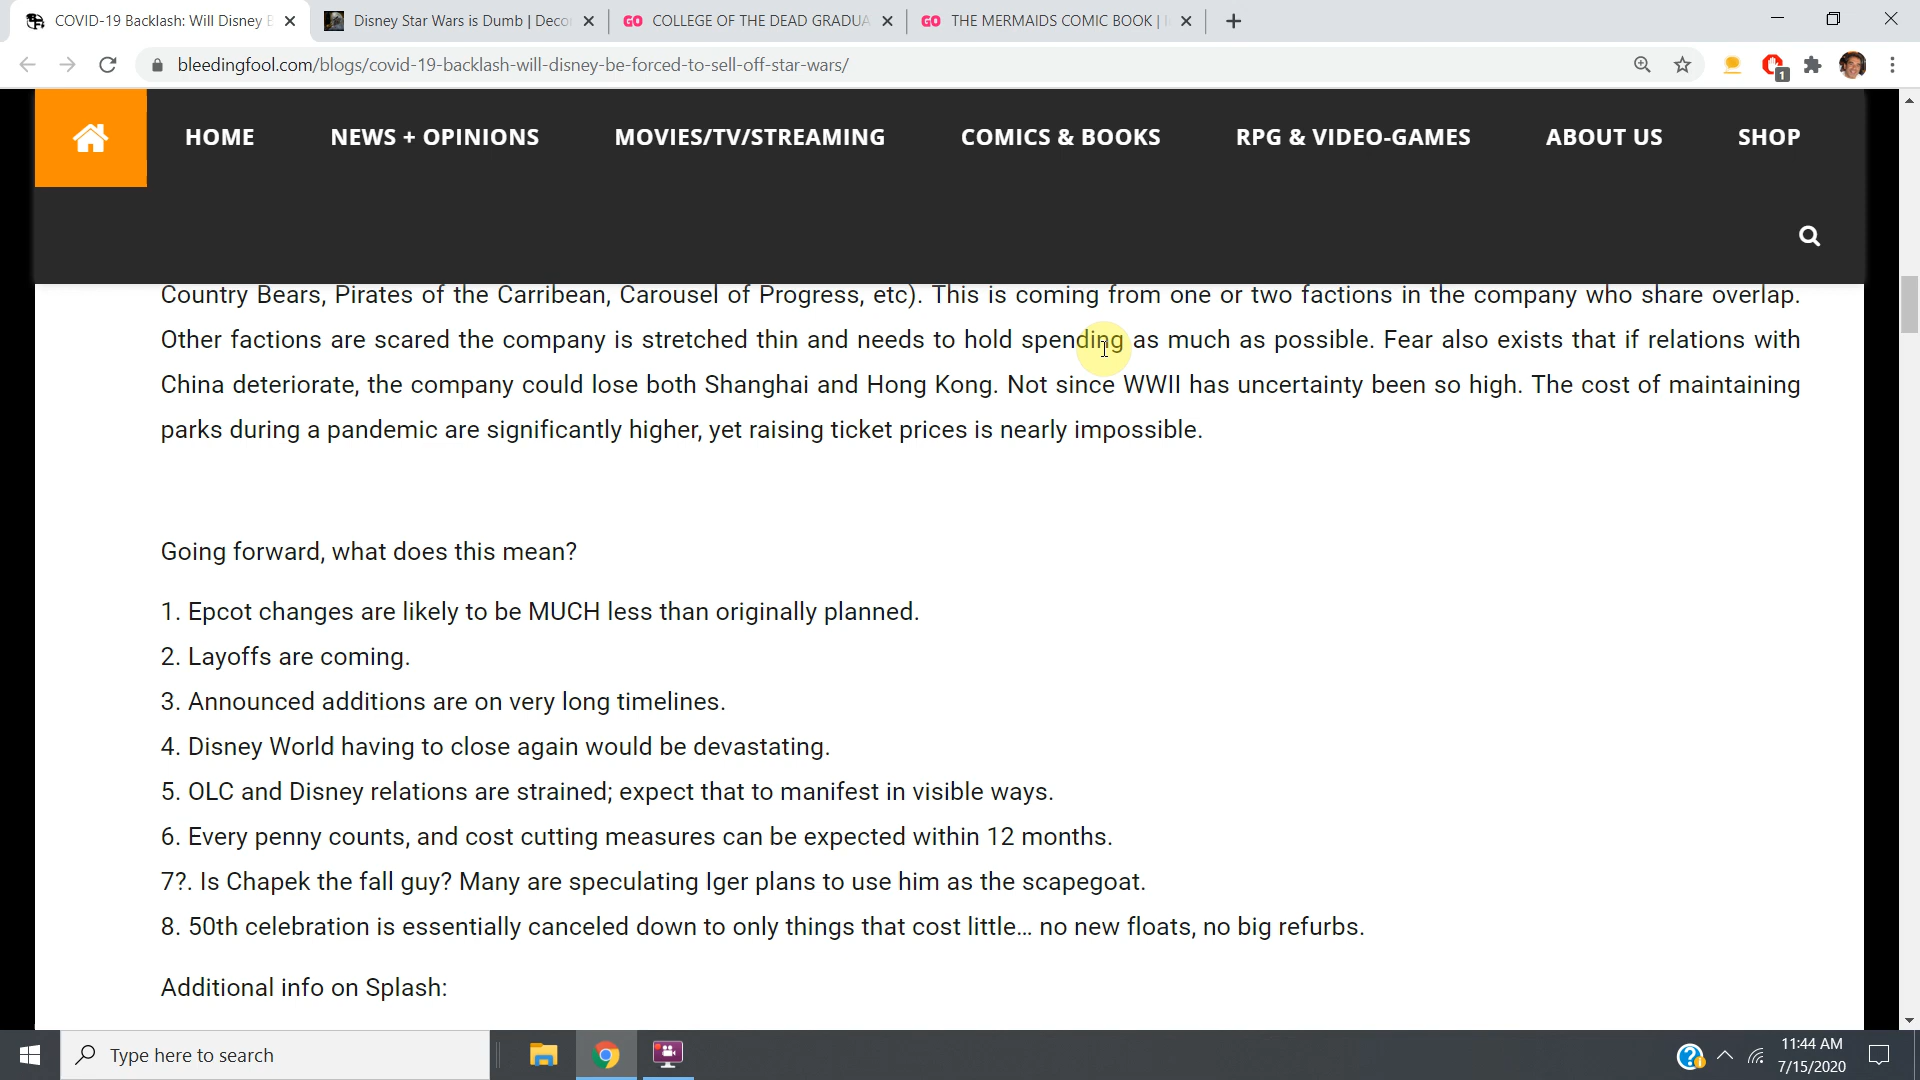 COVID-19 Backlash: Will Disney B
Disney Star Wars is Dumb | Deco
GO COLLEGE OF THE DEAD GRADUA
GO THE MERMAIDS COMIC BOOK |
bleedingfool.com/blogs/covid-19-backlash-will-disney-be-forced-to-sell-off-star-wars/
1
HOME NEWS + OPINIONS MOVIES/TV/STREAMING COMICS & BOOKS RPG & VIDEO-GAMES ABOUT US SHOP
Country Bears, Pirates of the Carribean, Carousel of Progress, etc). This is coming from one or two factions in the company who share overlap.
Other factions are scared the company is stretched thin and needs to hold spending as much as possible. Fear also exists that if relations with
China deteriorate, the company could lose both Shanghai and Hong Kong. Not since WWII has uncertainty been so high. The cost of maintaining
parks during a pandemic are significantly higher, yet raising ticket prices is nearly impossible.
Going forward, what does this mean?
1. Epcot changes are likely to be MUCH less than originally planned.
2. Layoffs are coming.
3. Announced additions are on very long timelines.
4. Disney World having to close again would be devastating.
5. OLC and Disney relations are strained; expect that to manifest in visible ways.
6. Every penny counts, and cost cutting measures can be expected within 12 months.
7?. Is Chapek the fall guy? Many are speculating Iger plans to use him as the scapegoat.
8. 50th celebration is essentially canceled down to only things that cost little… no new floats, no big refurbs.
Additional info on Splash:
Type here to search
11:44 AM
7/15/2020